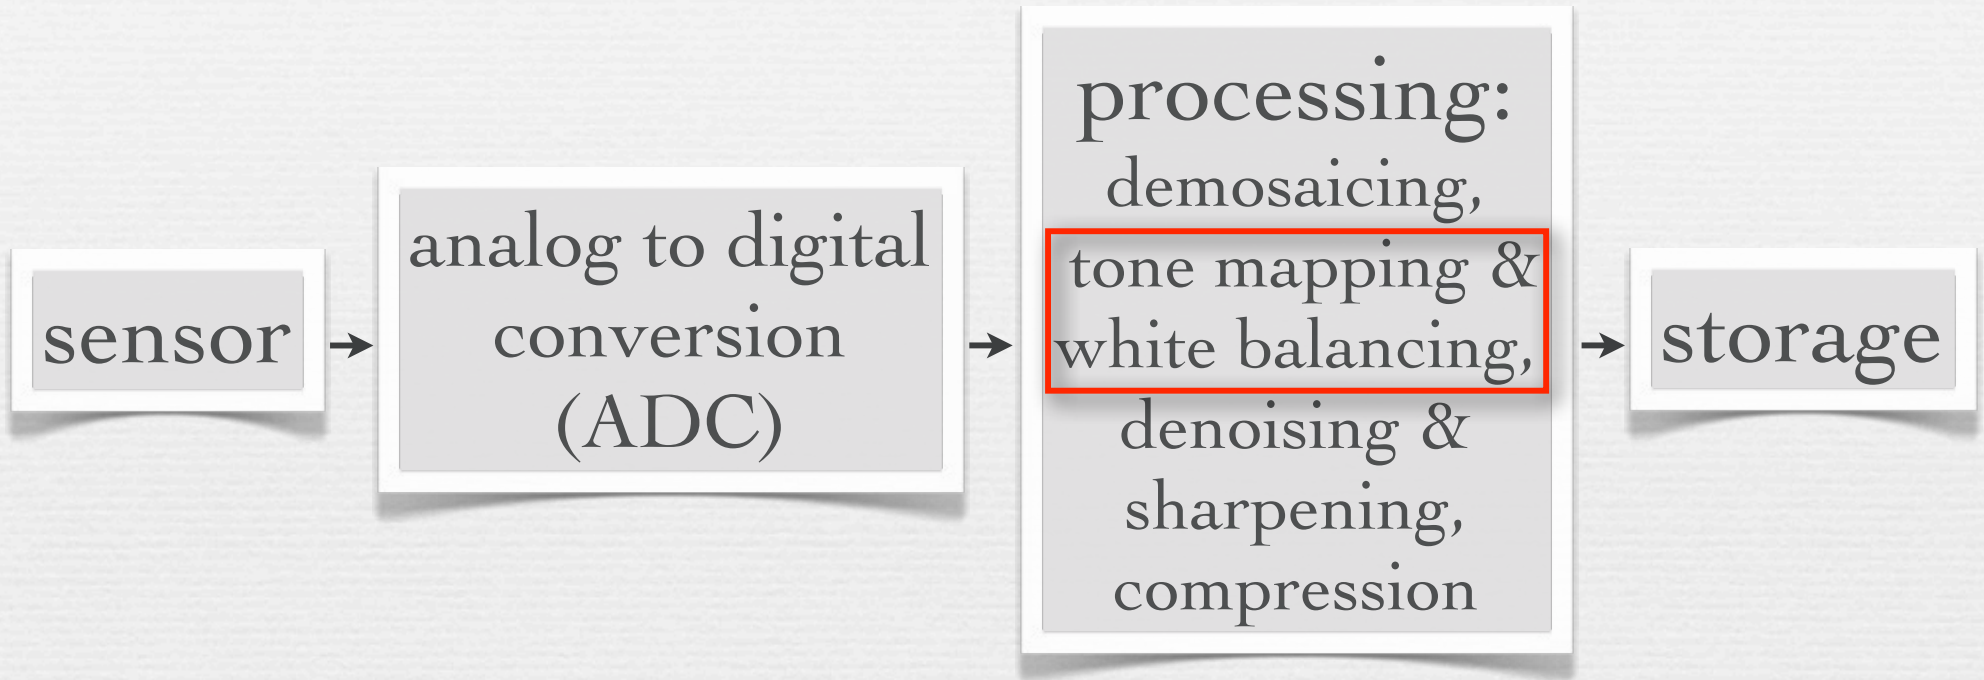 sensor
analog to digital
conversion
(ADC)
processing:
demosaicing,
tone mapping &
white balancing,
denoising &
sharpening,
compression
storage